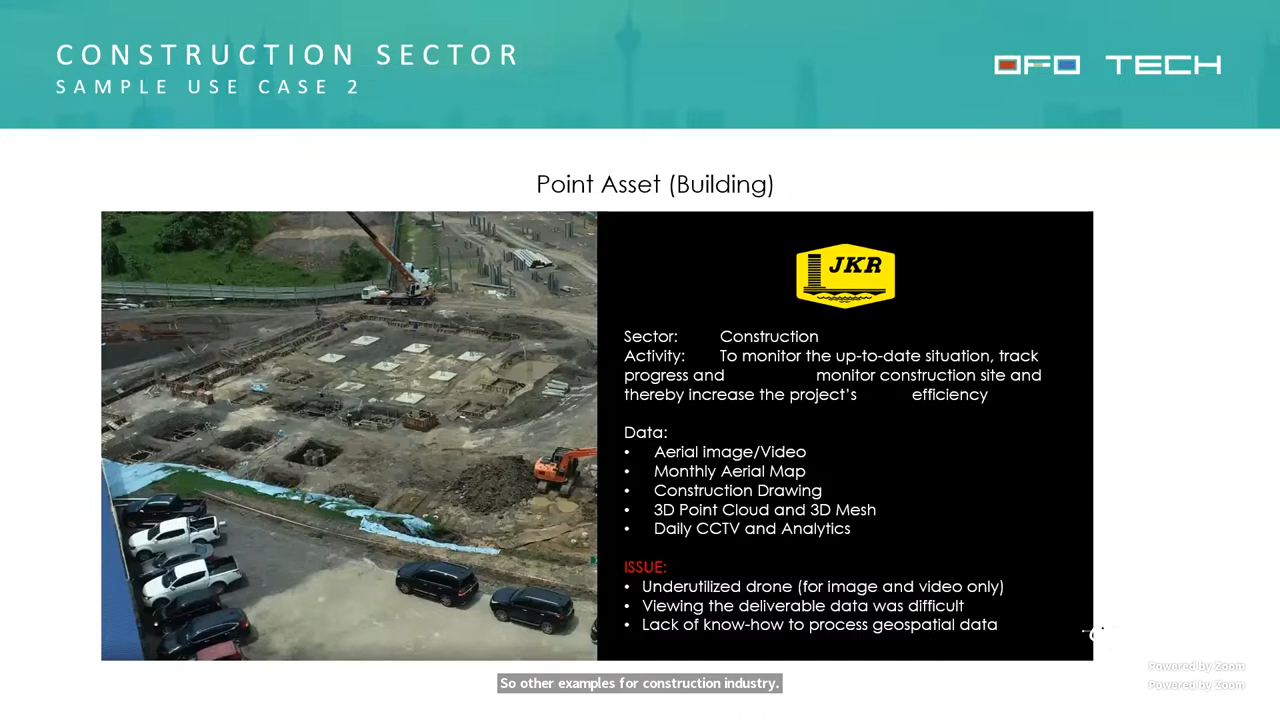 CONSTRUCTION SECTOR
SAMPLE USE CASE 2
OFO TECH
Point Asset (Building)
JKR
Sector: Construction
Activity: To monitor the up-to-date situation, track
progress and monitor construction site and
thereby increase the project's efficiency
Data:
• Aerial image/Video
• Monthly Aerial Map
• Construction Drawing
• 3D Point Cloud and 3D Mesh
• Daily CCTV and Analytics
ISSUE:
• Underutilized drone (for image and video only)
• Viewing the deliverable data was difficult
• Lack of know-how to process geospatial data
Powered by Zoom
Powered by Zoom
So other examples for construction industry.